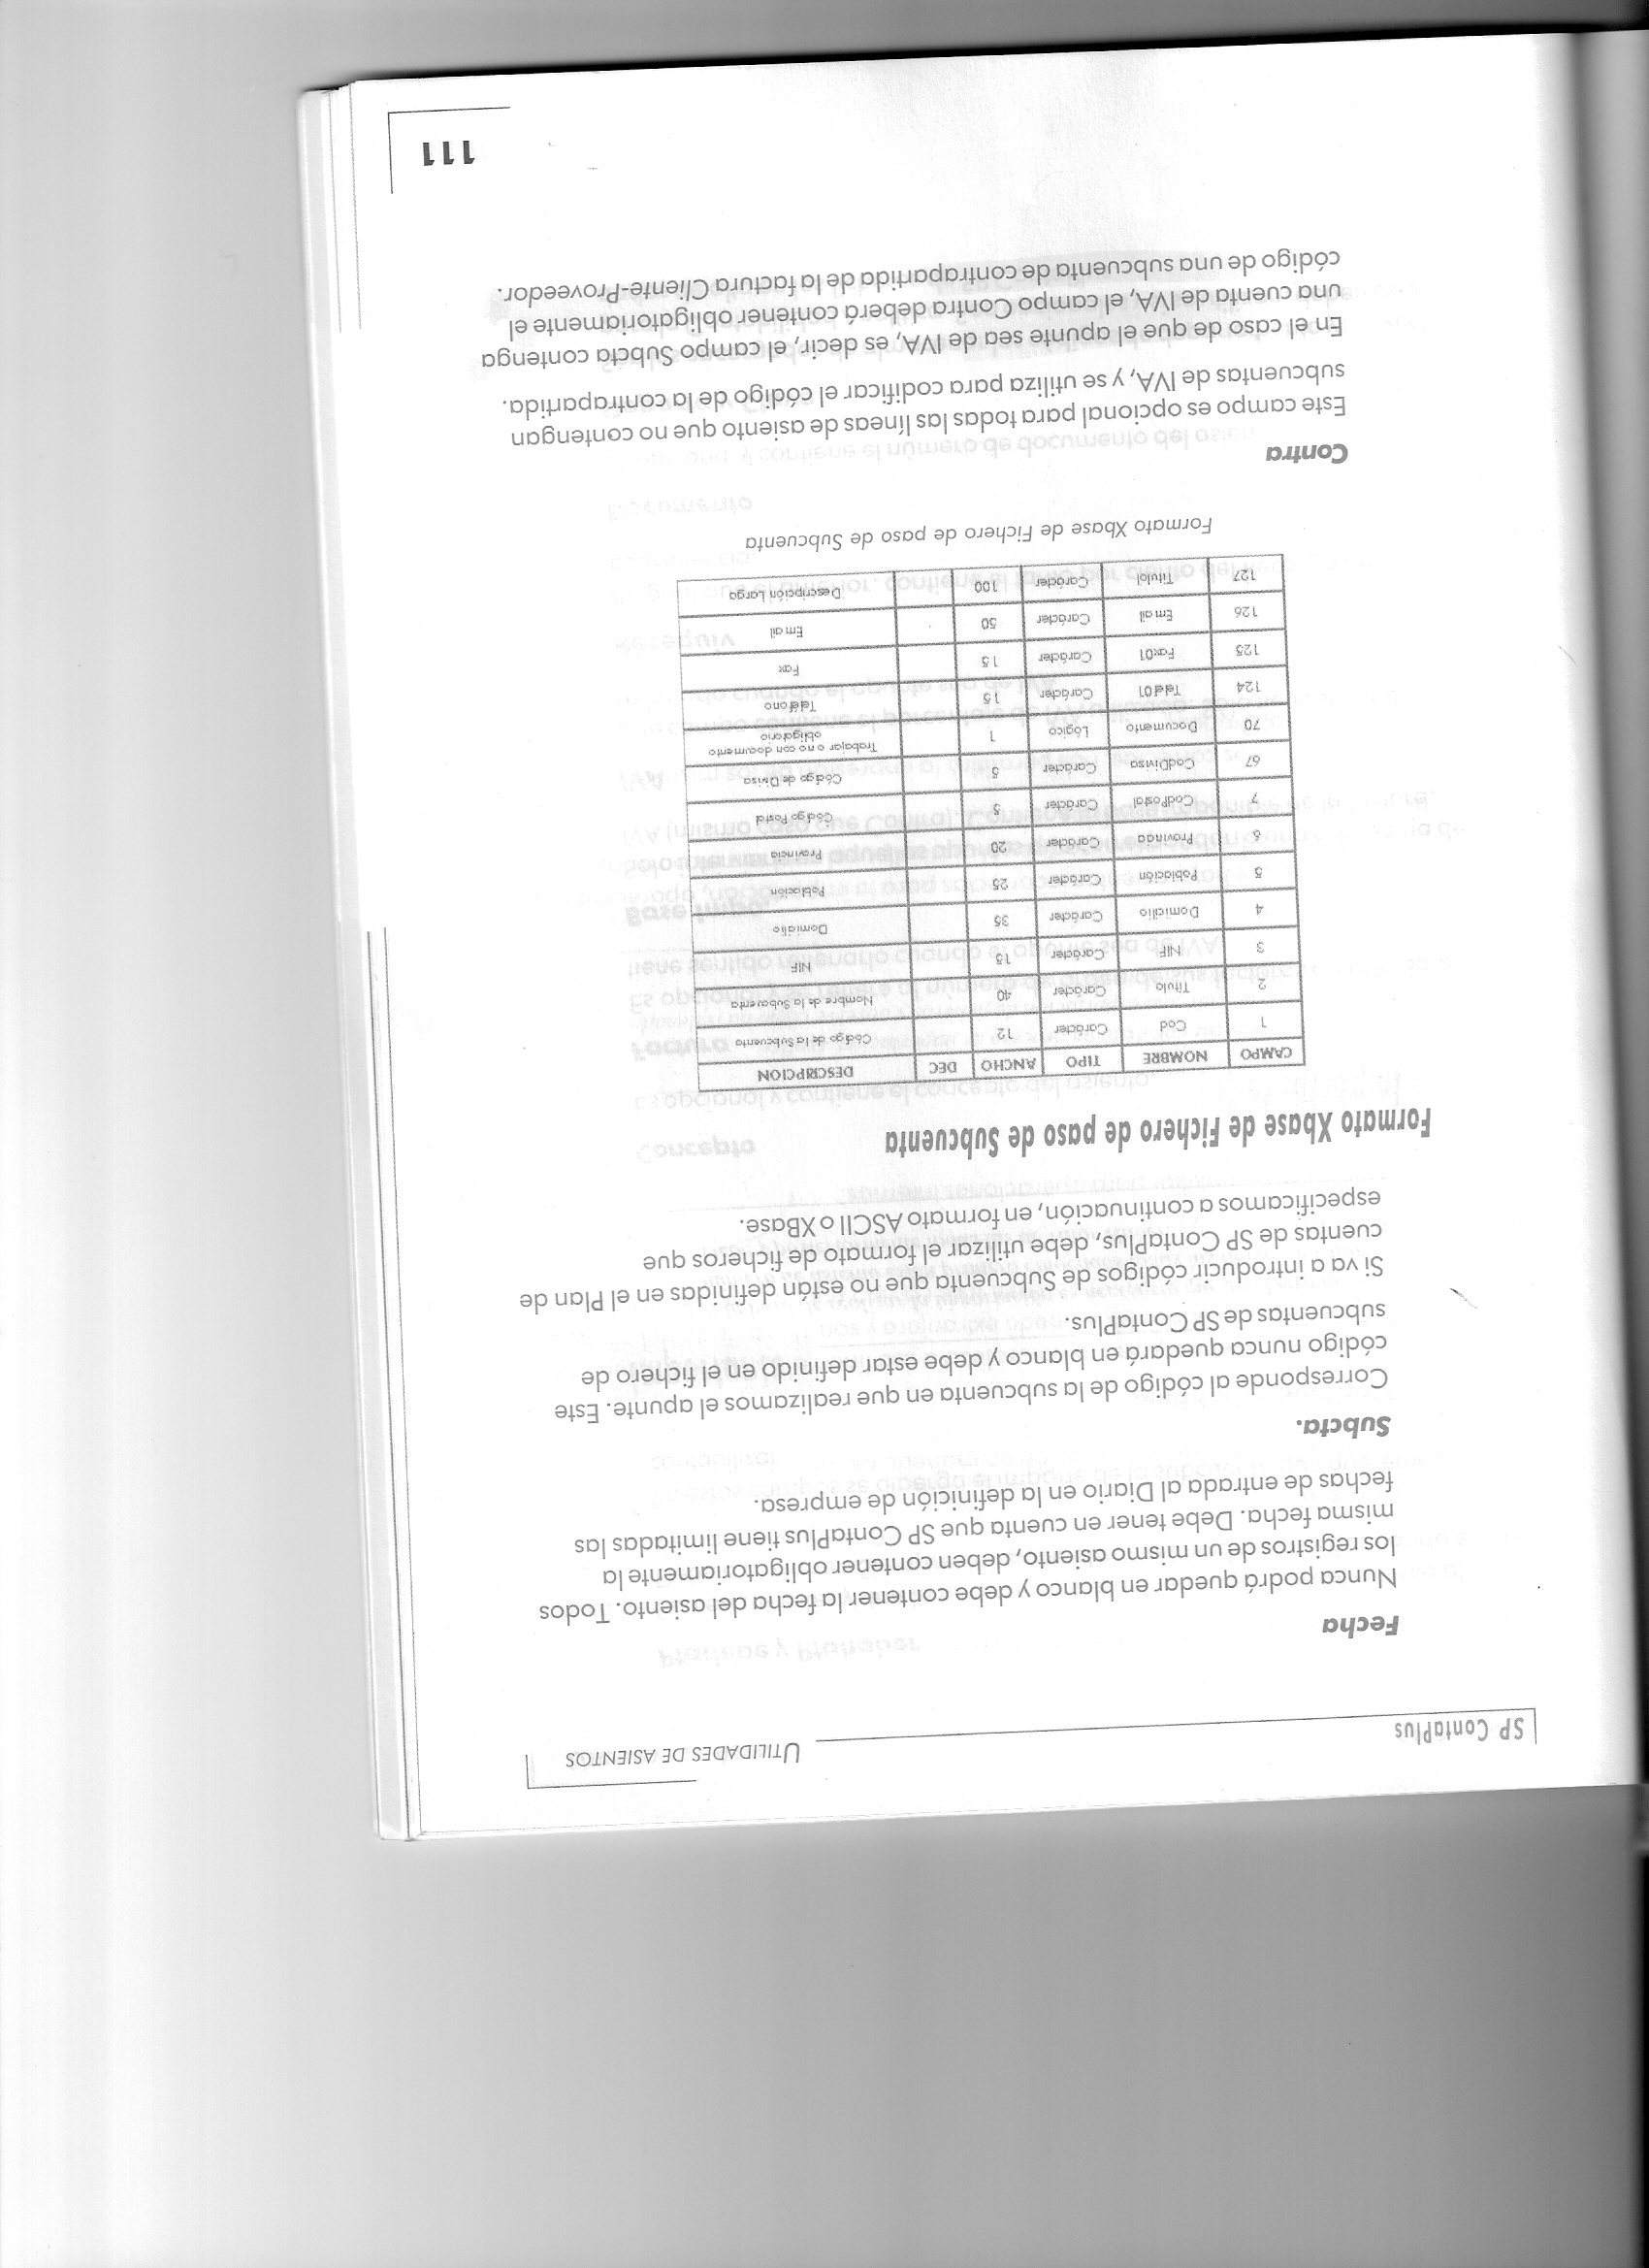 SP ContaPlus
UTILIDADES DE ASIENTOS
Fecha
Nunca podrá quedar en blanco y debe contener la fecha del asiento. Todos
los registros de un mismo asiento, deben contener obligatoriamente la
misma fecha. Debe tener en cuenta que SP ContaPlus tiene limitadas las
fechas de entrada al Diario en la definición de empresa.
Subcta.
Corresponde al código de la subcuenta en que realizamos el apunte. Este
código nunca quedará en blanco y debe estar definido en el fichero de
subcuentas de SP ContaPlus.
Si va a introducir códigos de Subcuenta que no están definidas en el Plan de
cuentas de SP ContaPlus, debe utilizar el formato de ficheros que
especificamos a continuación, en formato ASCII o XBase.
Formato Xbase de Fichero de paso de Subcuenta
CAMPO NOMBRE TIPO ANCHO DEC DESCRIPCION
1 Cod Carácter 12 Código de la Subcuenta
2 Titulo Carácter 40 Nombre de la Subcuenta
3 NIF Carácter 15 NIF
4 Domicilio Carácter 35 Domicilio
5 Población Carácter 25 Población
6 Provincia Carácter 20 Provincia
7 CodPostal Carácter 5 Código Postal
67 CodDivisa Carácter 5 Código de Divisa
70 Documento Lógico 1 Trabajar o no con documento
obligatorio
124 Telef01 Carácter 15 Teléfono
125 Fax01 Carácter 15 Fax
126 Email Carácter 50 Email
127 Titulol Carácter 100 Descripción Larga
Formato Xbase de Fichero de paso de Subcuenta
Contra
Este campo es opcional para todas las líneas de asiento que no contengan
subcuentas de IVA, y se utiliza para codificar el código de la contrapartida.
En el caso de que el apunte sea de IVA, es decir, el campo Subcta contenga
una cuenta de IVA, el campo Contra deberá contener obligatoriamente el
código de una subcuenta de contrapartida de la factura Cliente-Proveedor.
111